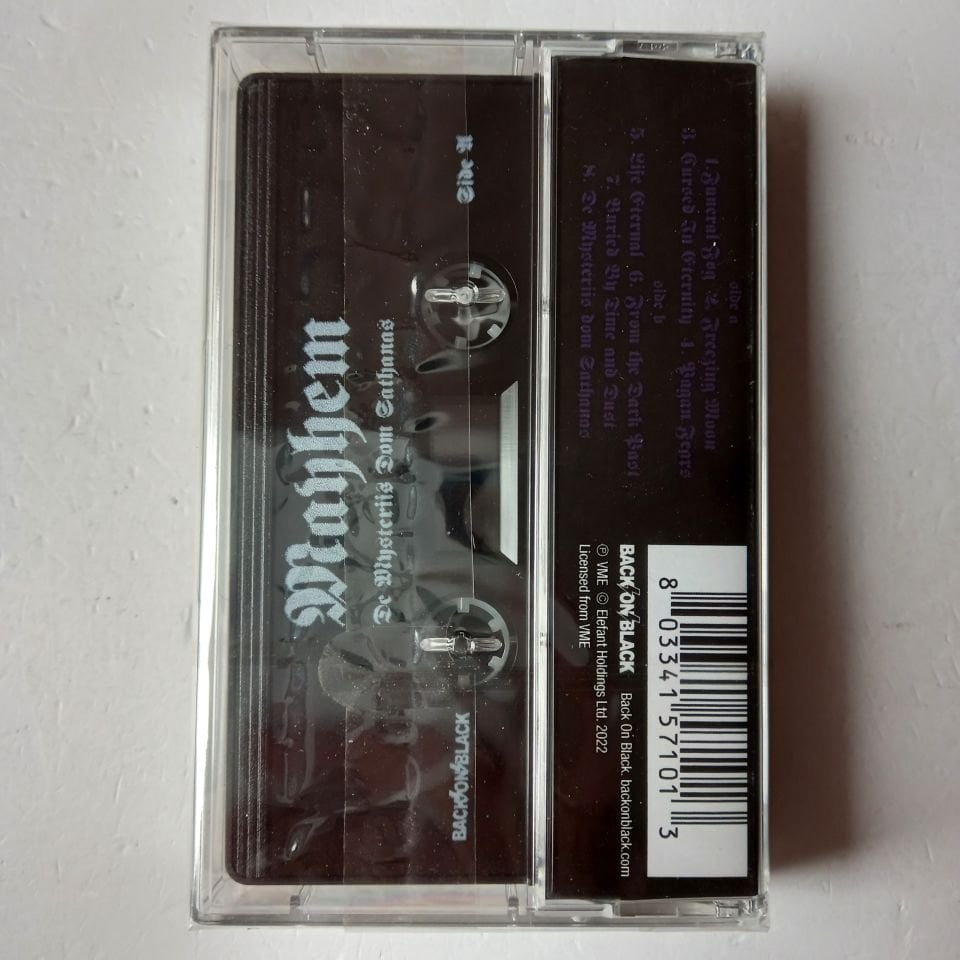 Mayhem
De Mysteriis Dom Sathanas
Side A
BACK ON BLACK
side a
1.Funeral Fog 2. Freezing Moon
3. Cursed In Eternity 4. Pagan Fears
side b
5. Life Eternal 6. From the Dark Past
7. Buried By Time and Dust
8. De Mysteriis dom Sathanas
8 03341 57101 3
BACK ON BLACK Back On Black. backonblack.com
℗ VME © Elefant Holdings Ltd. 2022
Licensed from VME